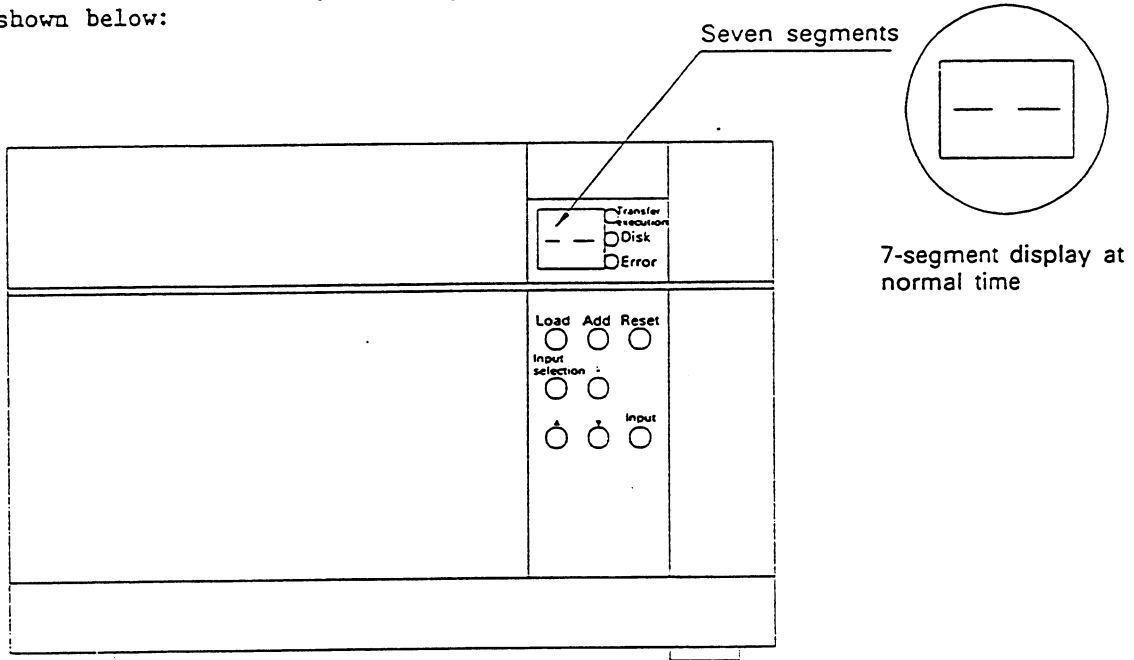 shown below:
Seven segments
Transfer
execution
Disk
Error
7-segment display at
normal time
Load Add Reset
Input
selection
Input